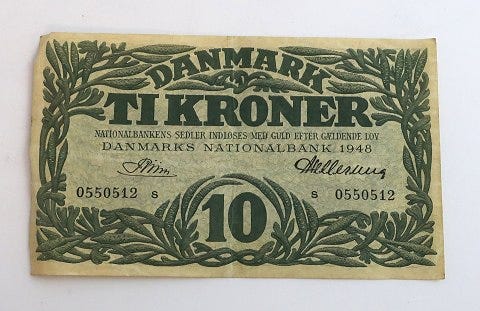 DANMARK
TI KRONER
NATIONALBANKENS SEDLER INDLØSES MED GULD EFTER GÆLDENDE LOV
DANMARKS NATIONALBANK 1948
0550512 S S 0550512
10